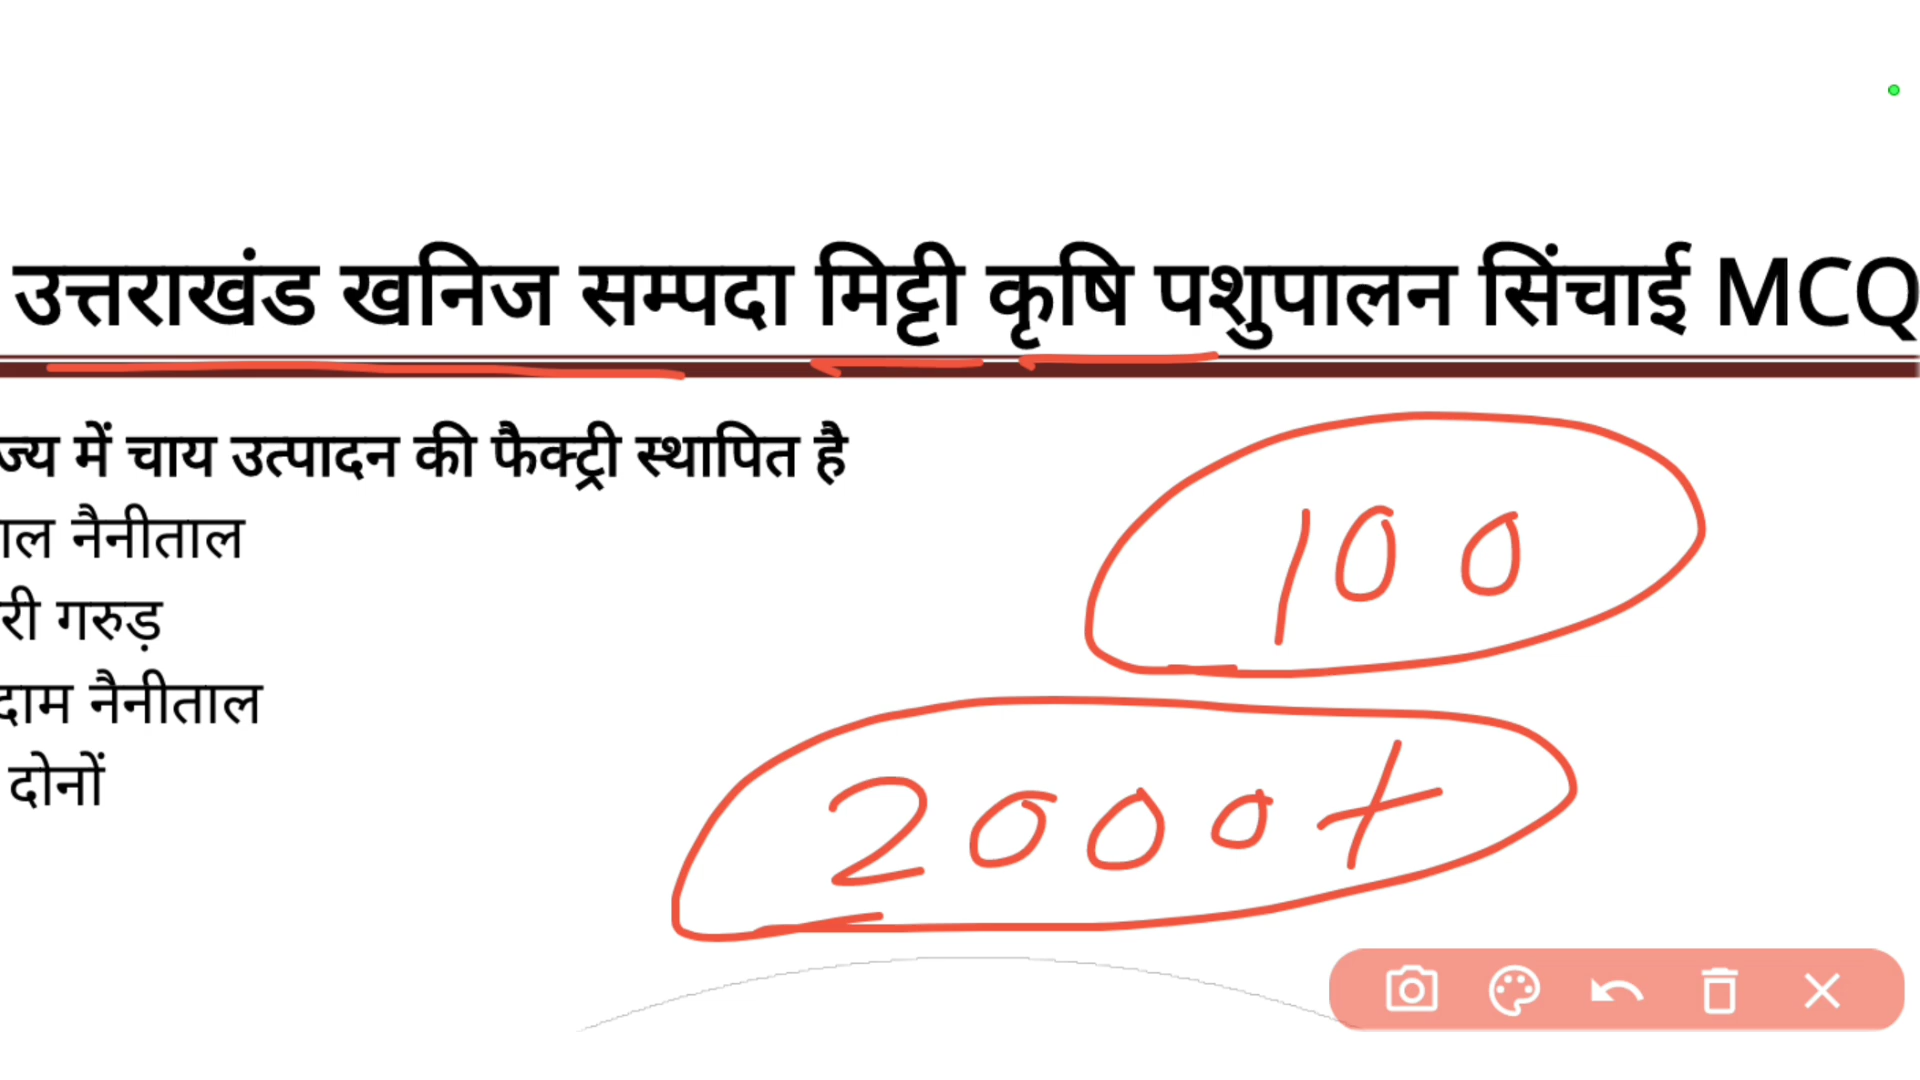 उत्तराखंड खनिज सम्पदा मिट्टी कृषि पशुपालन सिंचाई MCQ
में चाय उत्पादन की फैक्ट्री स्थापित है
नैनीताल
गरुड़
नैनीताल
दोनों
100
2000+